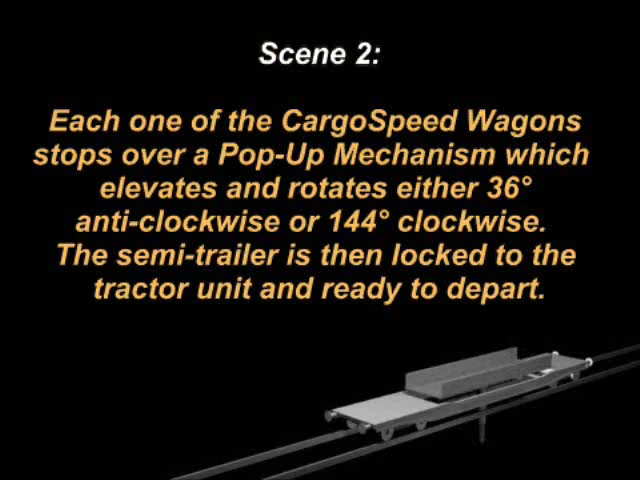 Scene 2:
Each one of the CargoSpeed Wagons
stops over a Pop-Up Mechanism which
elevates and rotates either 36°
anti-clockwise or 144° clockwise.
The semi-trailer is then locked to the
tractor unit and ready to depart.